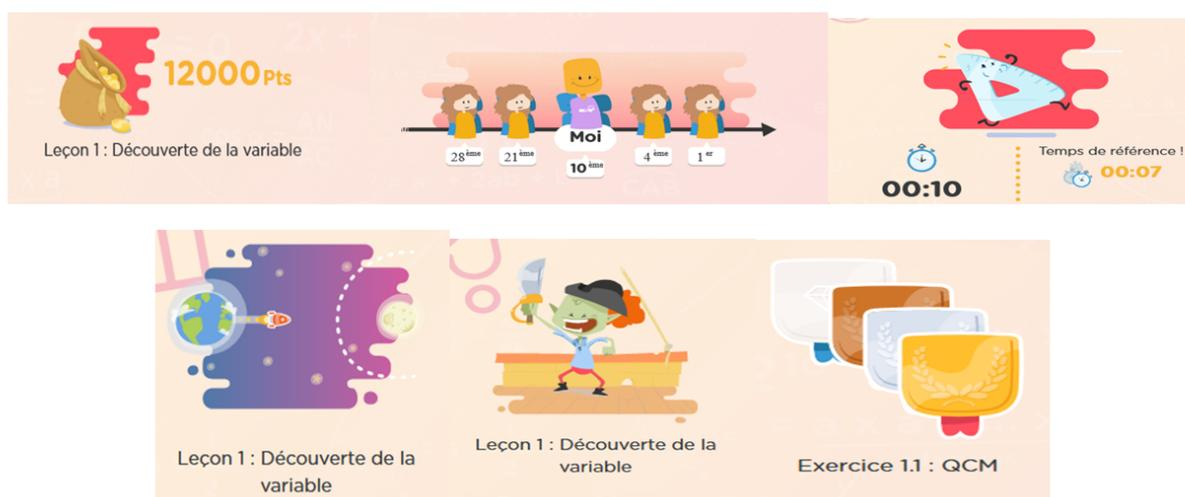 12000 Pts
Leçon 1 : Découverte de la variable
Moi
28ème 21ème 10ème 4ème 1er
Temps de référence !
00:10 00:07
Leçon 1 : Découverte de la
variable
Leçon 1 : Découverte de la
variable
Exercice 1.1 : QCM